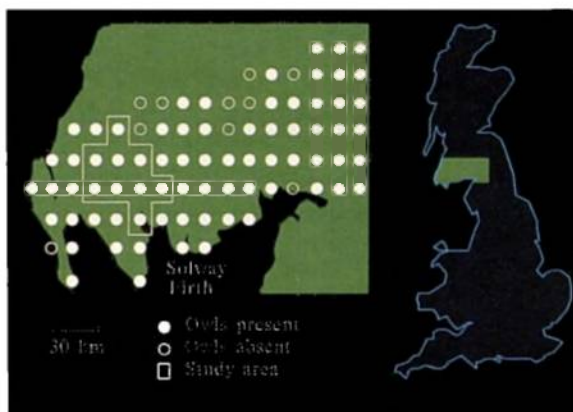 Solway
Firth
30 km
Owls present
Owls absent
Study area